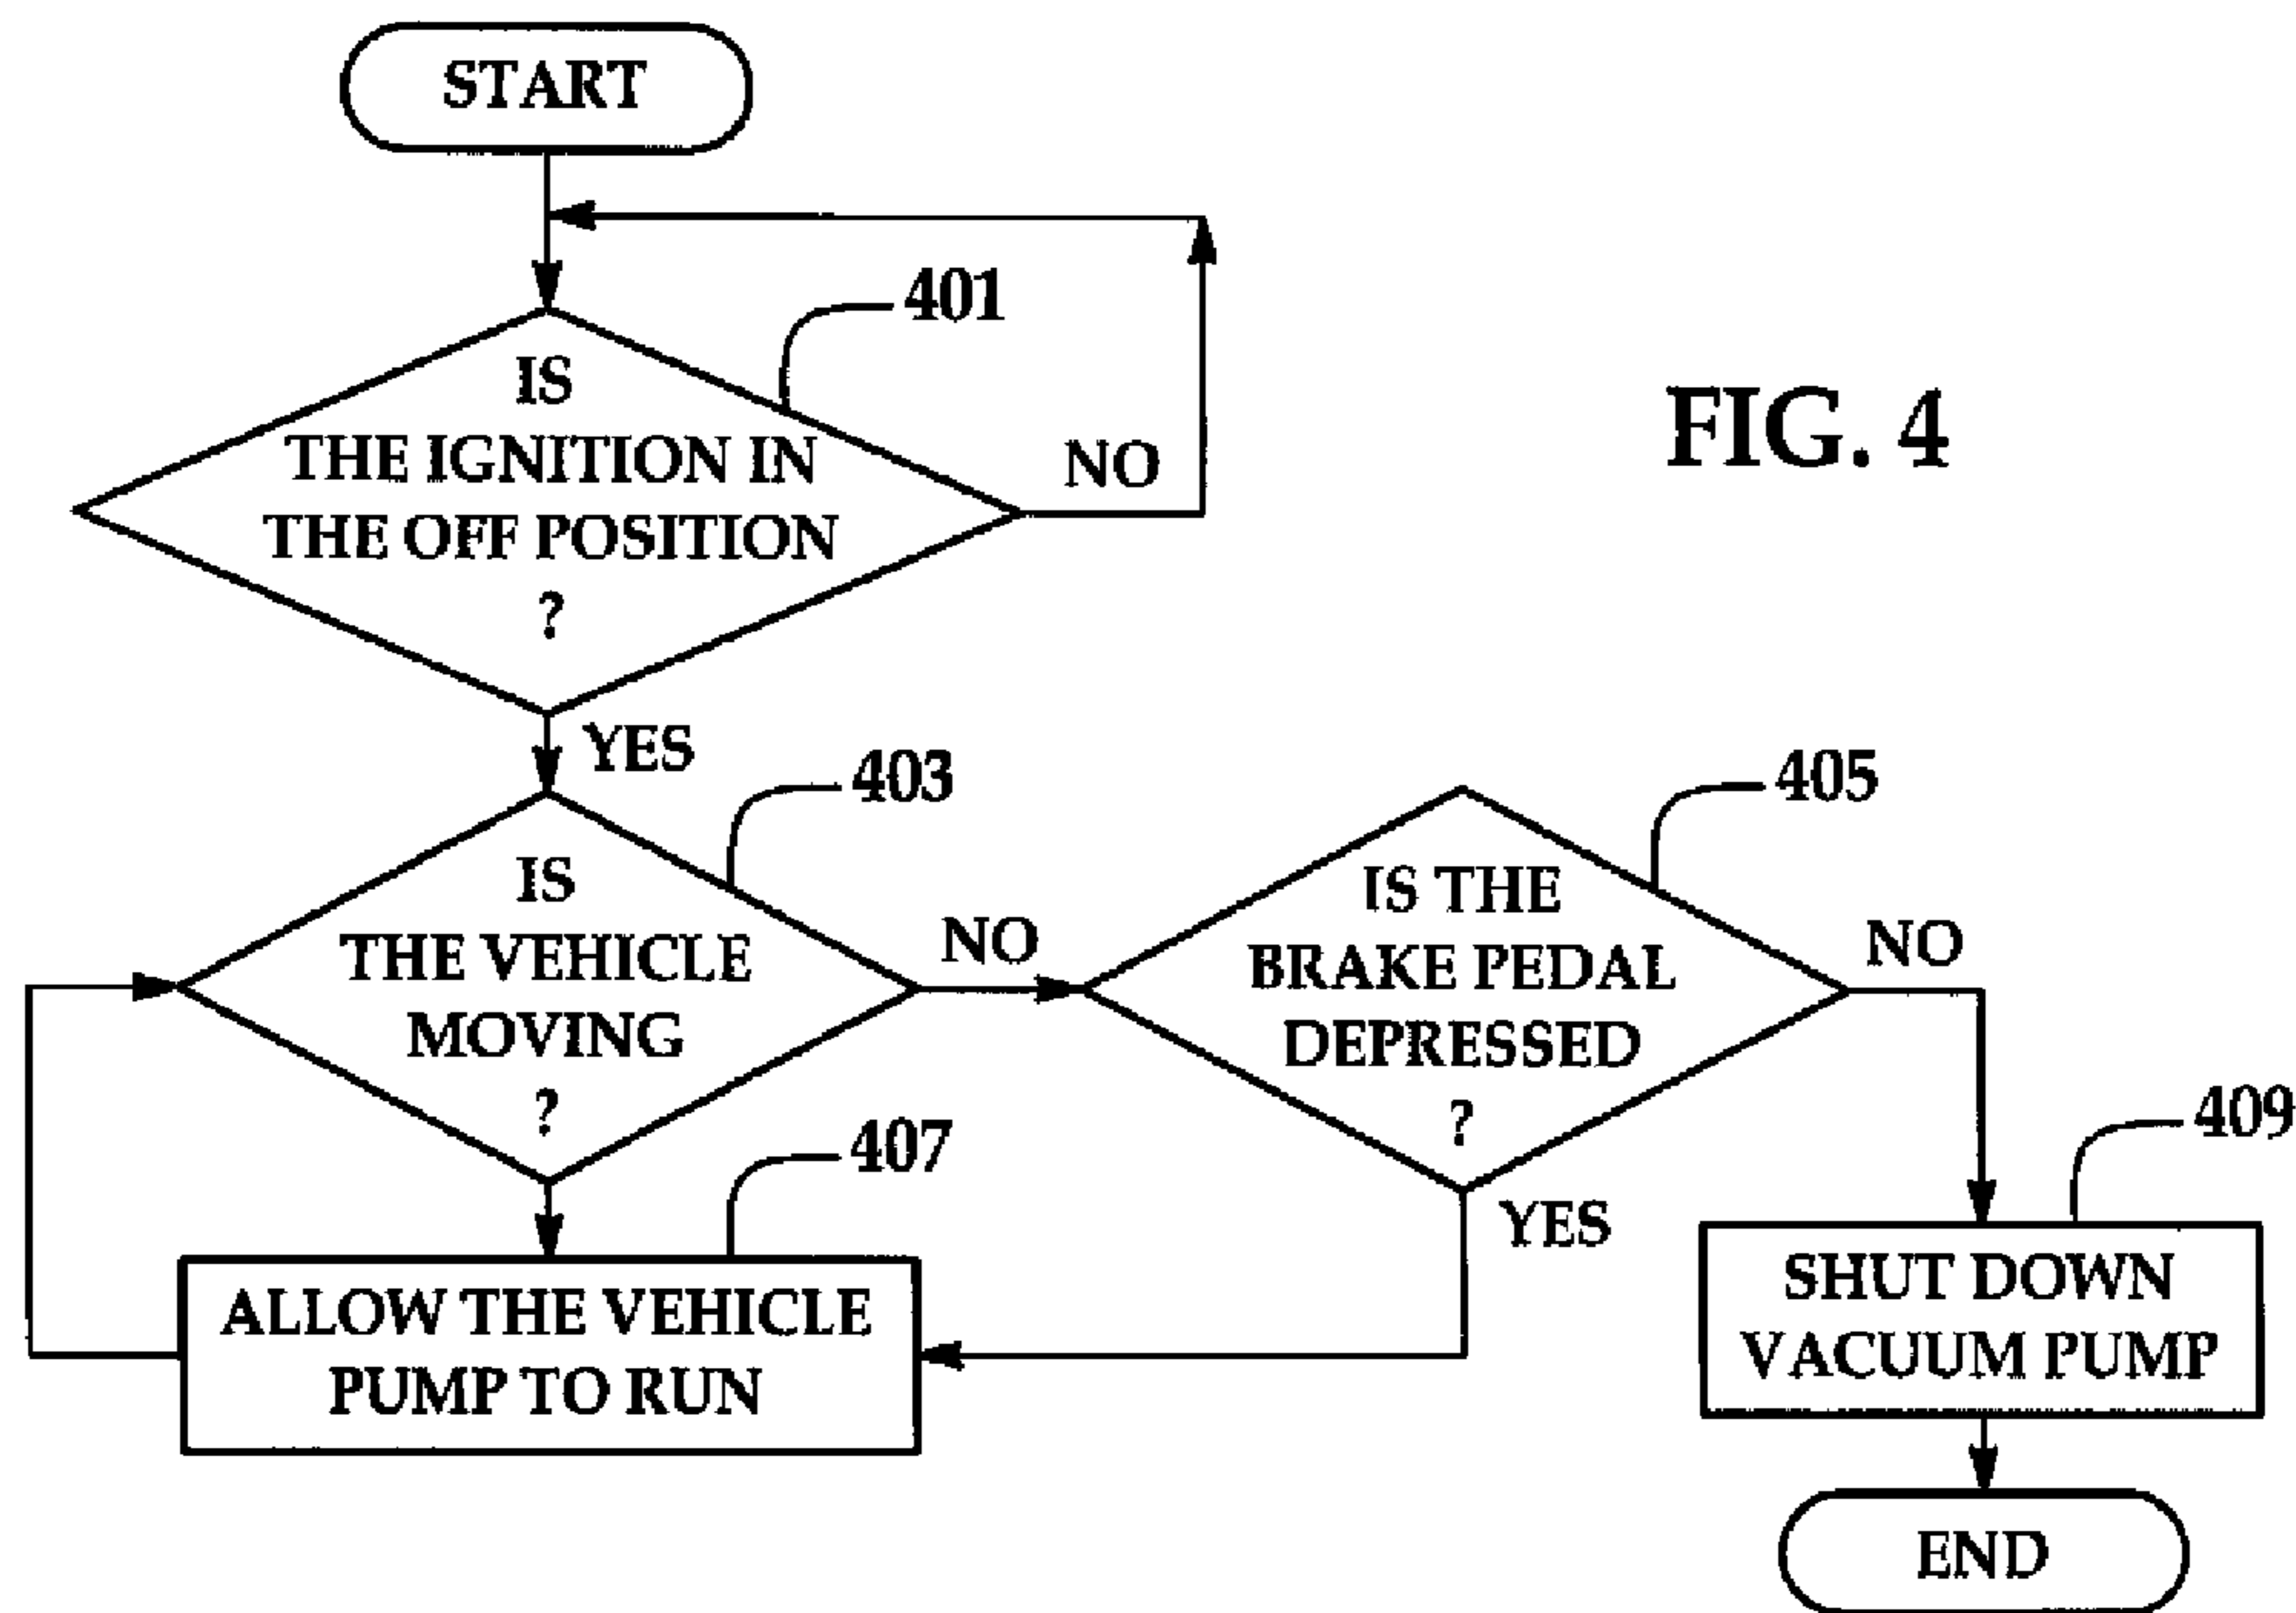 START
401
IS
THE IGNITION IN
THE OFF POSITION
?
NO
FIG. 4
YES
403
IS
THE VEHICLE
MOVING
?
NO
405
IS THE
BRAKE PEDAL
DEPRESSED
?
NO
YES
407
ALLOW THE VEHICLE
PUMP TO RUN
409
SHUT DOWN
VACUUM PUMP
END